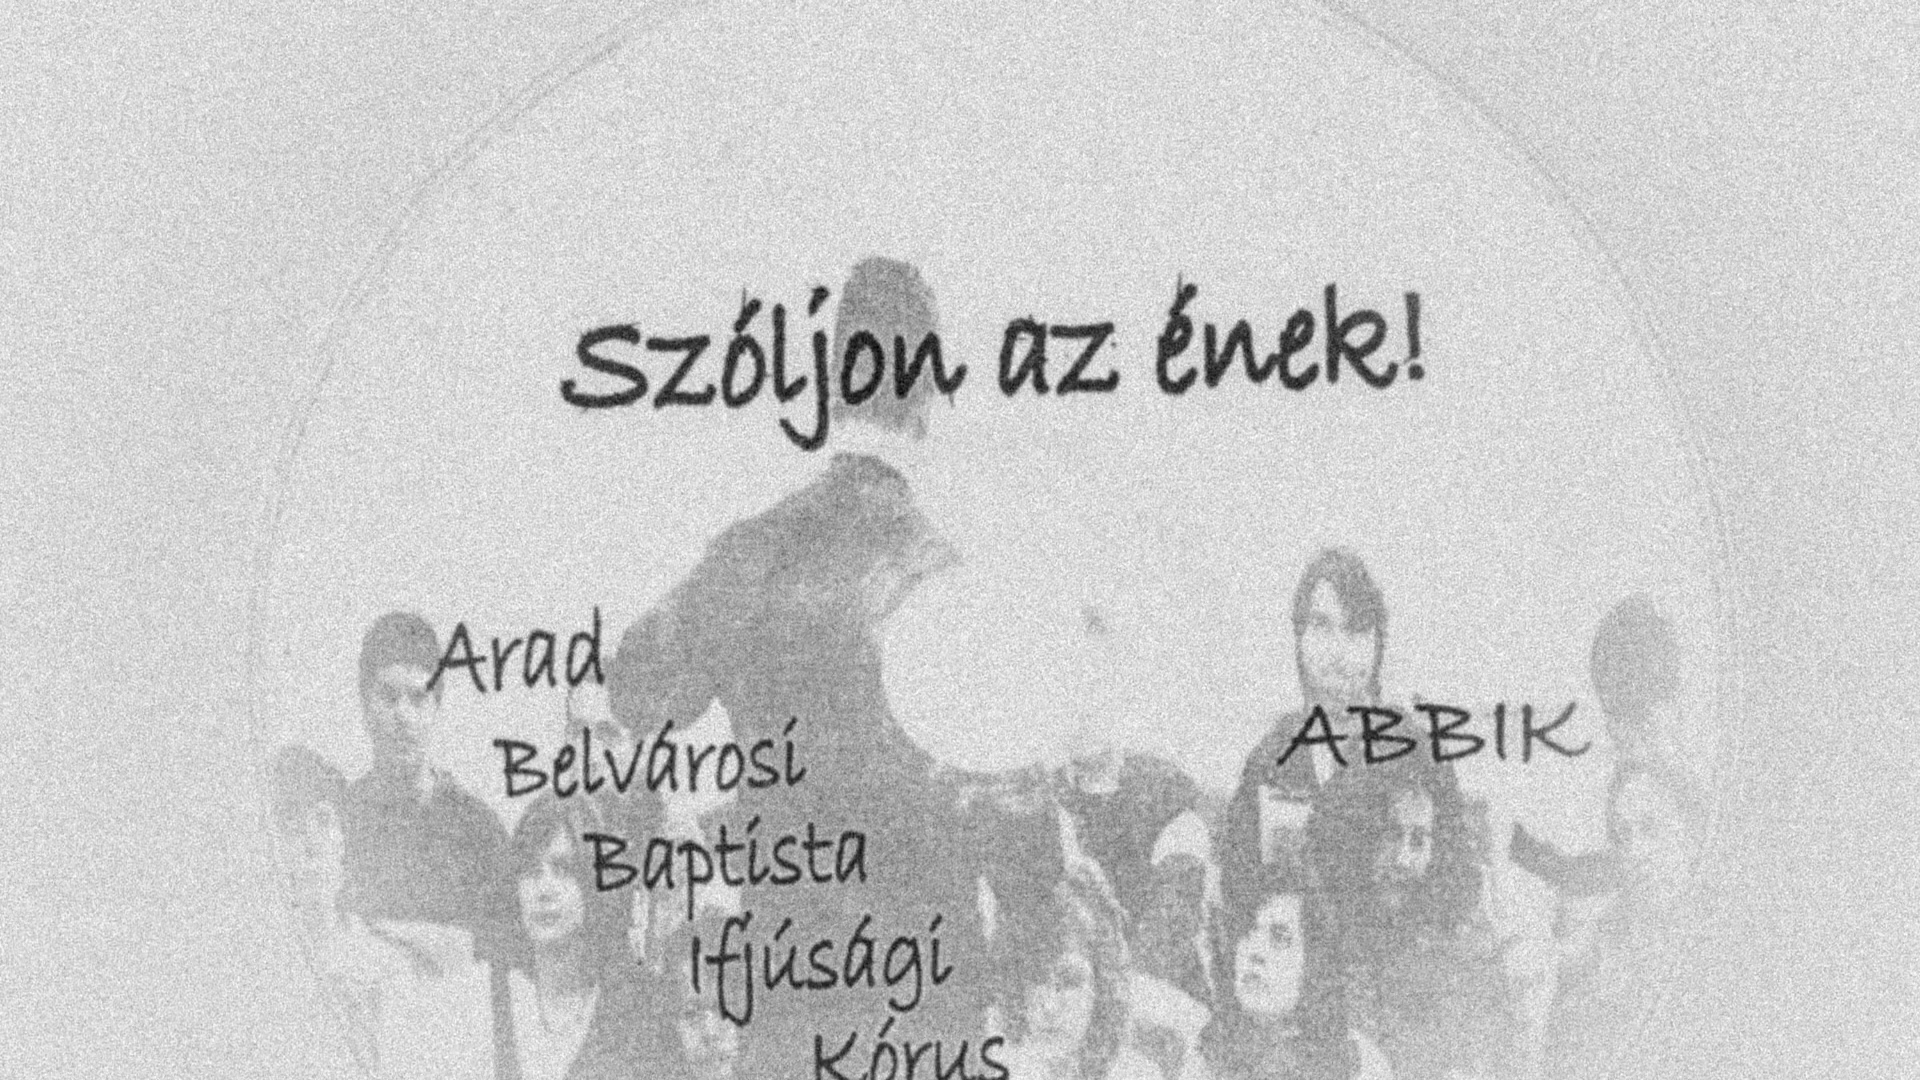 Szóljon az ének!
Arad
ABBIK
Belvárosi
Baptista
Ifjúsági
Kórus